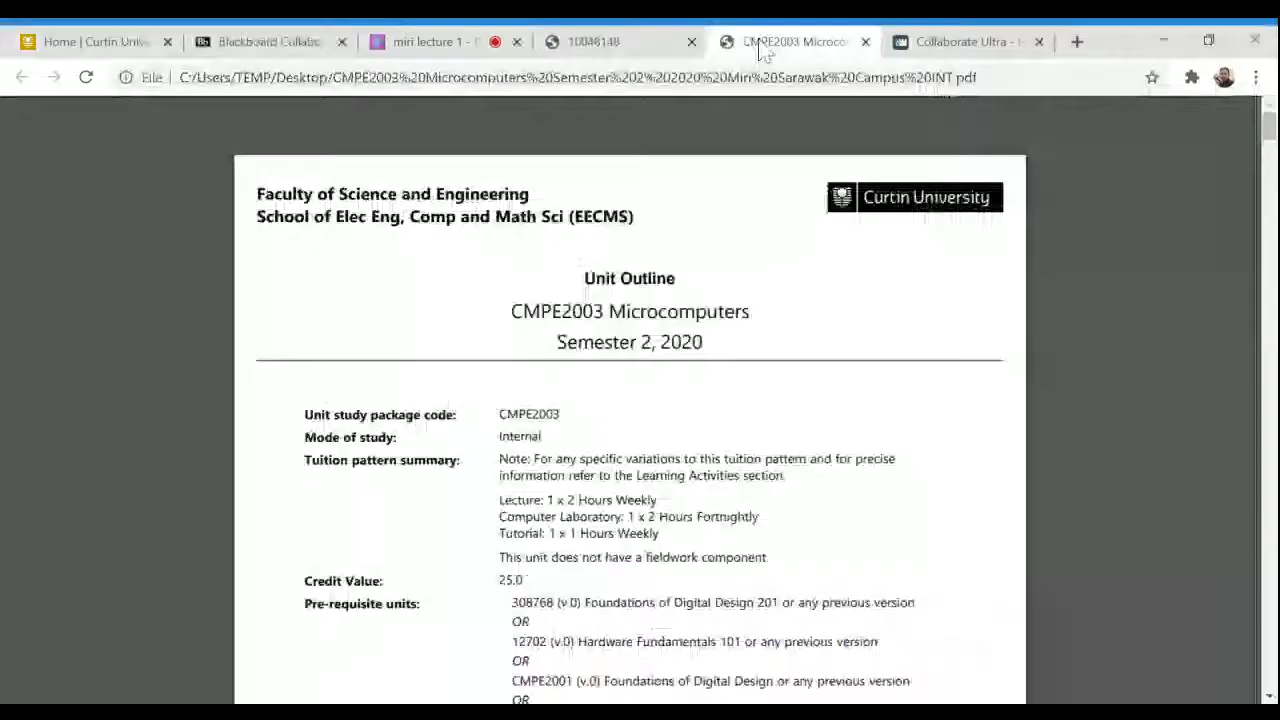 Home | Curtin Univ
Blackboard Collabo
miri lecture 1 -
10048148
CMPE2003 Microco
Collaborate Ultra -
File
C:/Users/TEMP/Desktop/CMPE2003%20Microcomputers%20Semester%202%202020%20Miri%20Sarawak%20Campus%20INT.pdf
Faculty of Science and Engineering
School of Elec Eng, Comp and Math Sci (EECMS)
Curtin University
Unit Outline
CMPE2003 Microcomputers
Semester 2, 2020
Unit study package code: CMPE2003
Mode of study: Internal
Tuition pattern summary: Note: For any specific variations to this tuition pattern and for precise
information refer to the Learning Activities section.
Lecture: 1 x 2 Hours Weekly
Computer Laboratory: 1 x 2 Hours Fortnightly
Tutorial: 1 x 1 Hours Weekly
This unit does not have a fieldwork component.
Credit Value: 25.0
Pre-requisite units: 308768 (v.0) Foundations of Digital Design 201 or any previous version
OR
12702 (v.0) Hardware Fundamentals 101 or any previous version
OR
CMPE2001 (v.0) Foundations of Digital Design or any previous version
OR